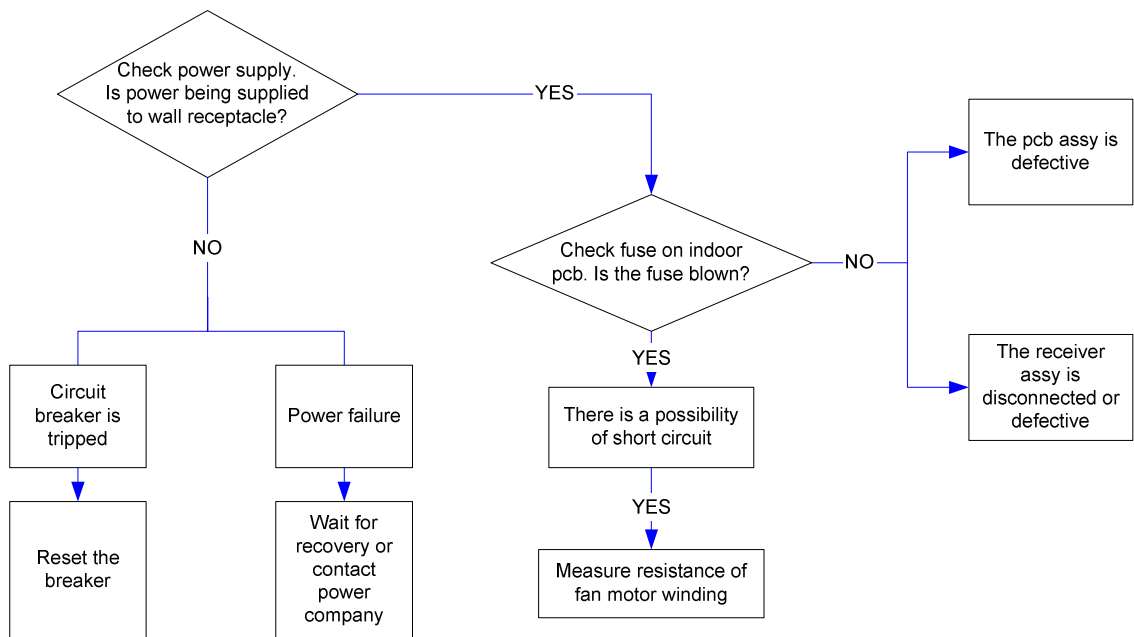 Check power supply.
Is power being supplied
to wall receptacle?
YES
NO
Check fuse on indoor
pcb. Is the fuse blown?
NO
The pcb assy is
defective
The receiver
assy is
disconnected or
defective
YES
There is a possibility
of short circuit
YES
Measure resistance of
fan motor winding
Circuit
breaker is
tripped
Reset the
breaker
Power failure
Wait for
recovery or
contact
power
company